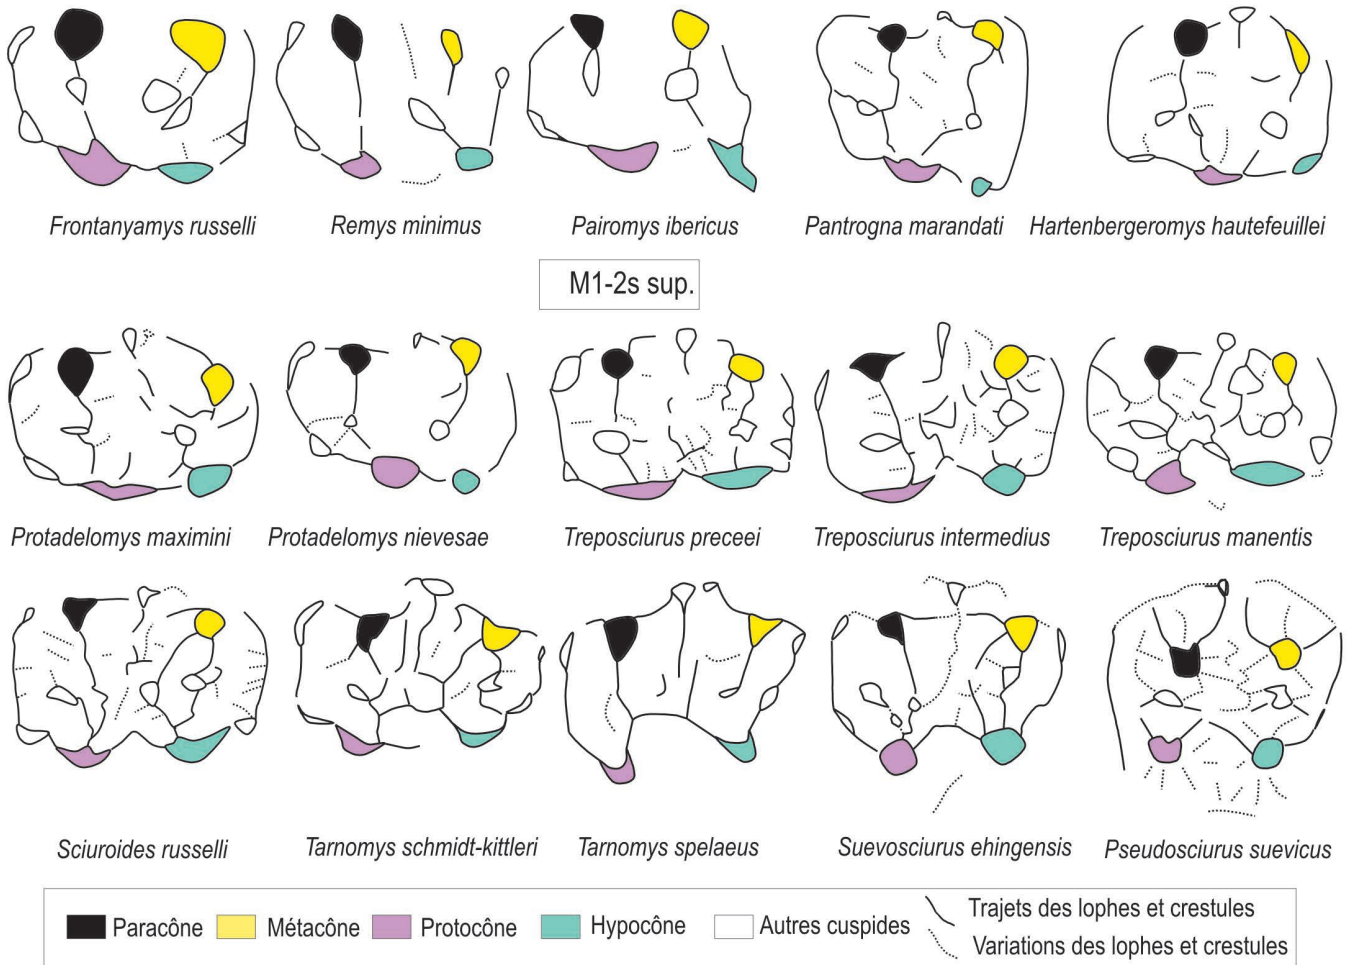 Frontanyamys russelli
Remys minimus
Pairomys ibericus
Pantrogna marandati
Hartenbergeromys hautefeuillei
M1-2s sup.
Protadelomys maximini
Protadelomys nievesae
Treposciurus preceei
Treposciurus intermedius
Treposciurus manentis
Sciuroides russelli
Tarnomys schmidt-kittleri
Tarnomys spelaeus
Suevosciurus ehingensis
Pseudosciurus suevicus
Paracône
Métacône
Protocône
Hypocône
Autres cuspides
Trajets des lophes et crestules
Variations des lophes et crestules